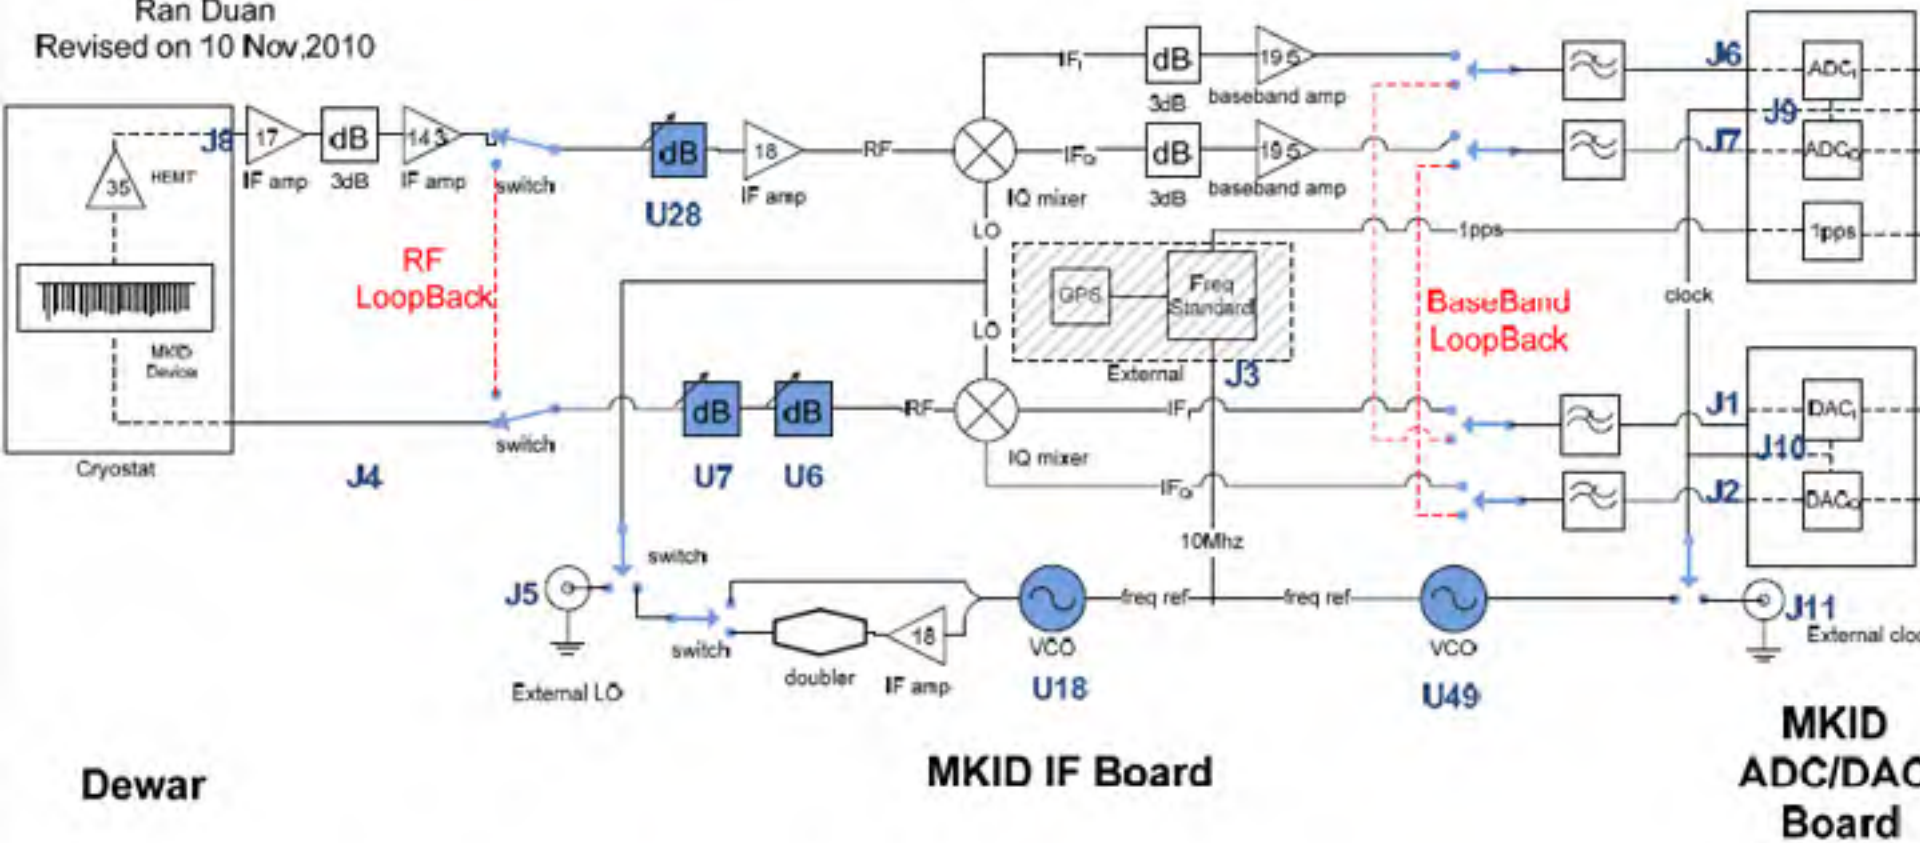 Ran Duan
Revised on 10 Nov,2010
J8
17
IF amp
dB
3dB
14.3
IF amp
switch
35
HEMT
MKID
Device
Cryostat
RF
LoopBack
dB
U28
18
IF amp
RF
IQ mixer
LO
LO
IFI
dB
3dB
19.5
baseband amp
IFQ
dB
3dB
19.5
baseband amp
J6
ADCI
J9
J7
ADCQ
1pps
1pps
GPS
Freq
Standard
External
J3
BaseBand
LoopBack
clock
switch
J4
dB
U7
dB
U6
RF
IQ mixer
IFI
IFQ
J1
DACI
J10
J2
DACQ
10Mhz
J5
External LO
switch
switch
doubler
18
IF amp
VCO
U18
freq ref
freq ref
VCO
U49
J11
External cloc
Dewar
MKID IF Board
MKID
ADC/DAC
Board